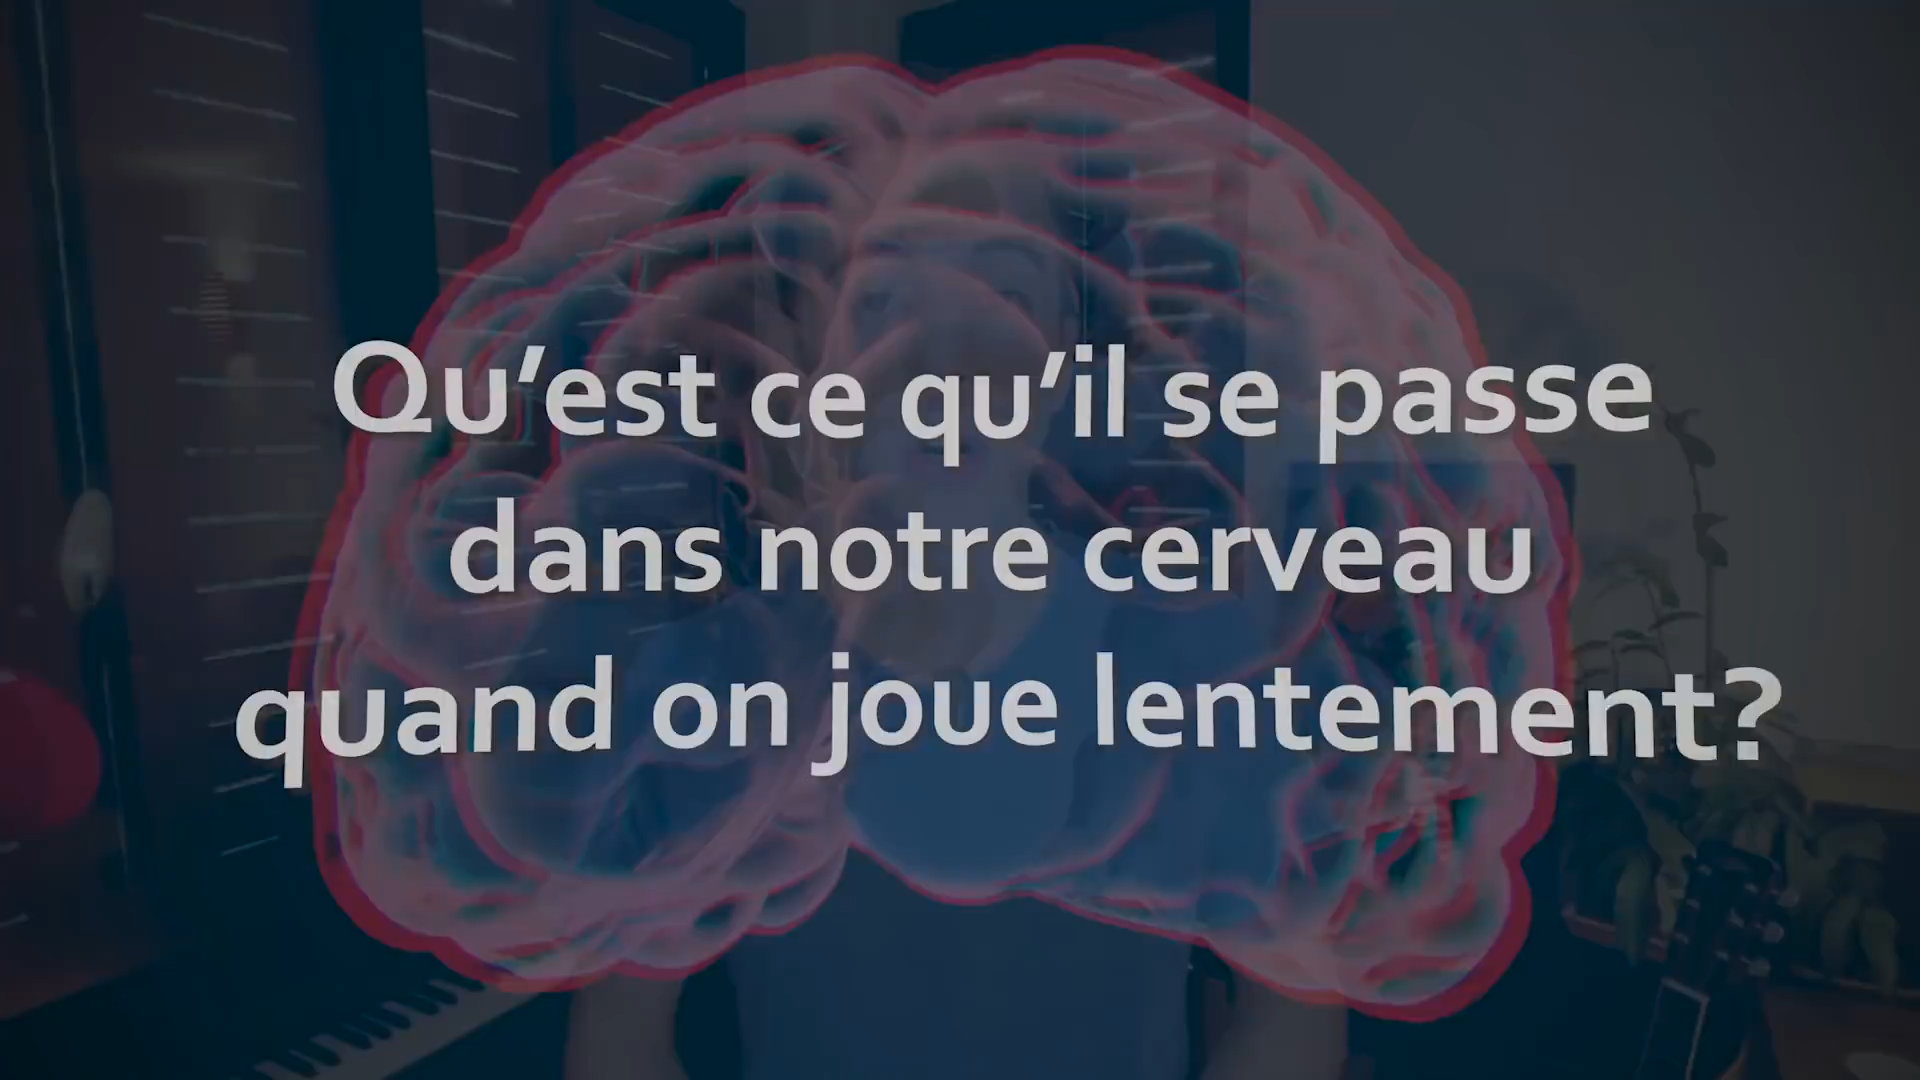 Qu'est ce qu'il se passe
dans notre cerveau
quand on joue lentement?